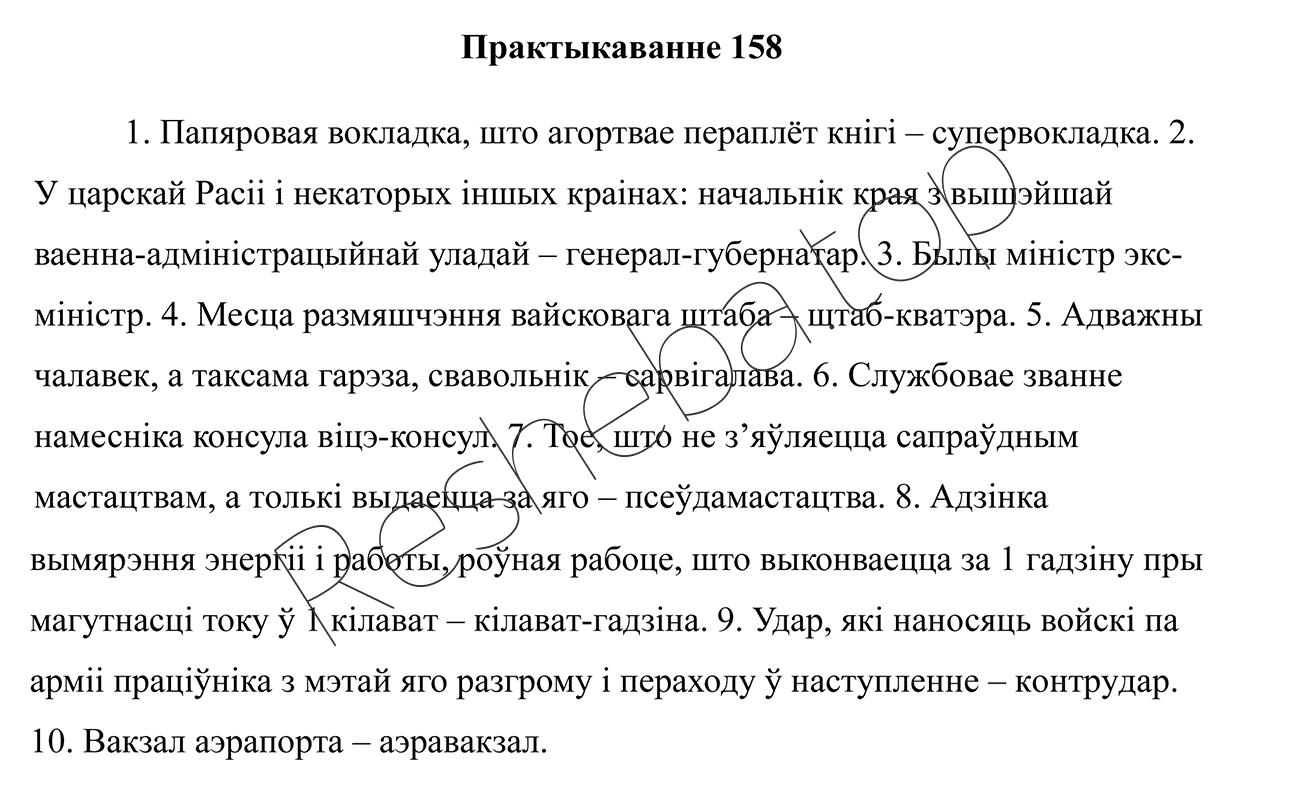 Практыкаванне 158
1. Папяровая вокладка, што агортвае пераплёт кнігі – супервокладка. 2.
У царскай Расіі і некаторых іншых краінах: начальнік края з вышэйшай
ваенна-адміністрацыйнай уладай – генерал-губернатар. 3. Былы міністр экс-
міністр. 4. Месца размяшчэння вайсковага штаба – штаб-кватэра. 5. Адважны
чалавек, а таксама гарэза, свавольнік – сарвігалава. 6. Службовае званне
намесніка консула віцэ-консул. 7. Тое, што не з’яўляецца сапраўдным
мастацтвам, а толькі выдаецца за яго – псеўдамастацтва. 8. Адзінка
вымярэння энергіі і работы, роўная рабоце, што выконваецца за 1 гадзіну пры
магутнасці току ў 1 кілават – кілават-гадзіна. 9. Удар, які наносяць войскі па
арміі праціўніка з мэтай яго разгрому і пераходу ў наступленне – контрудар.
10. Вакзал аэрапорта – аэравакзал.
Reshebatop